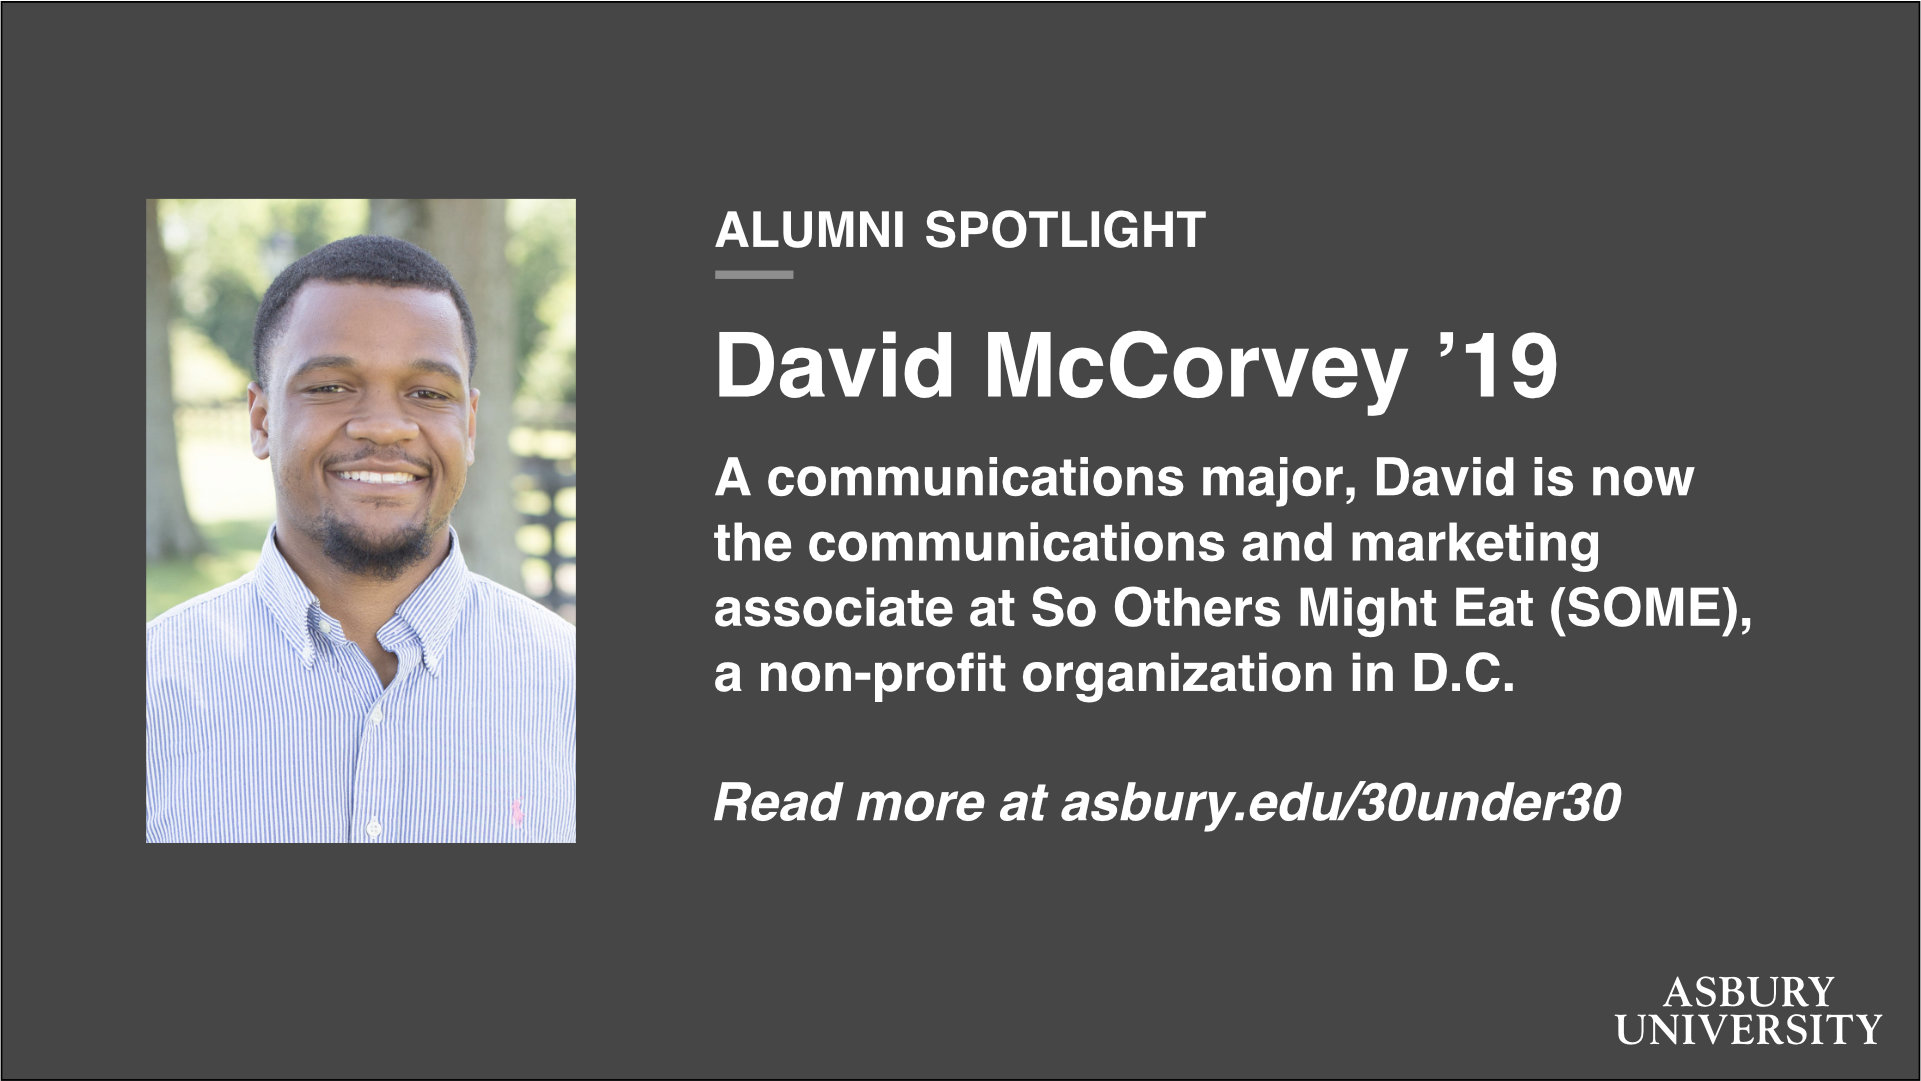 ALUMNI SPOTLIGHT
David McCorvey ’19
A communications major, David is now
the communications and marketing
associate at So Others Might Eat (SOME),
a non-profit organization in D.C.
Read more at asbury.edu/30under30
ASBURY
UNIVERSITY